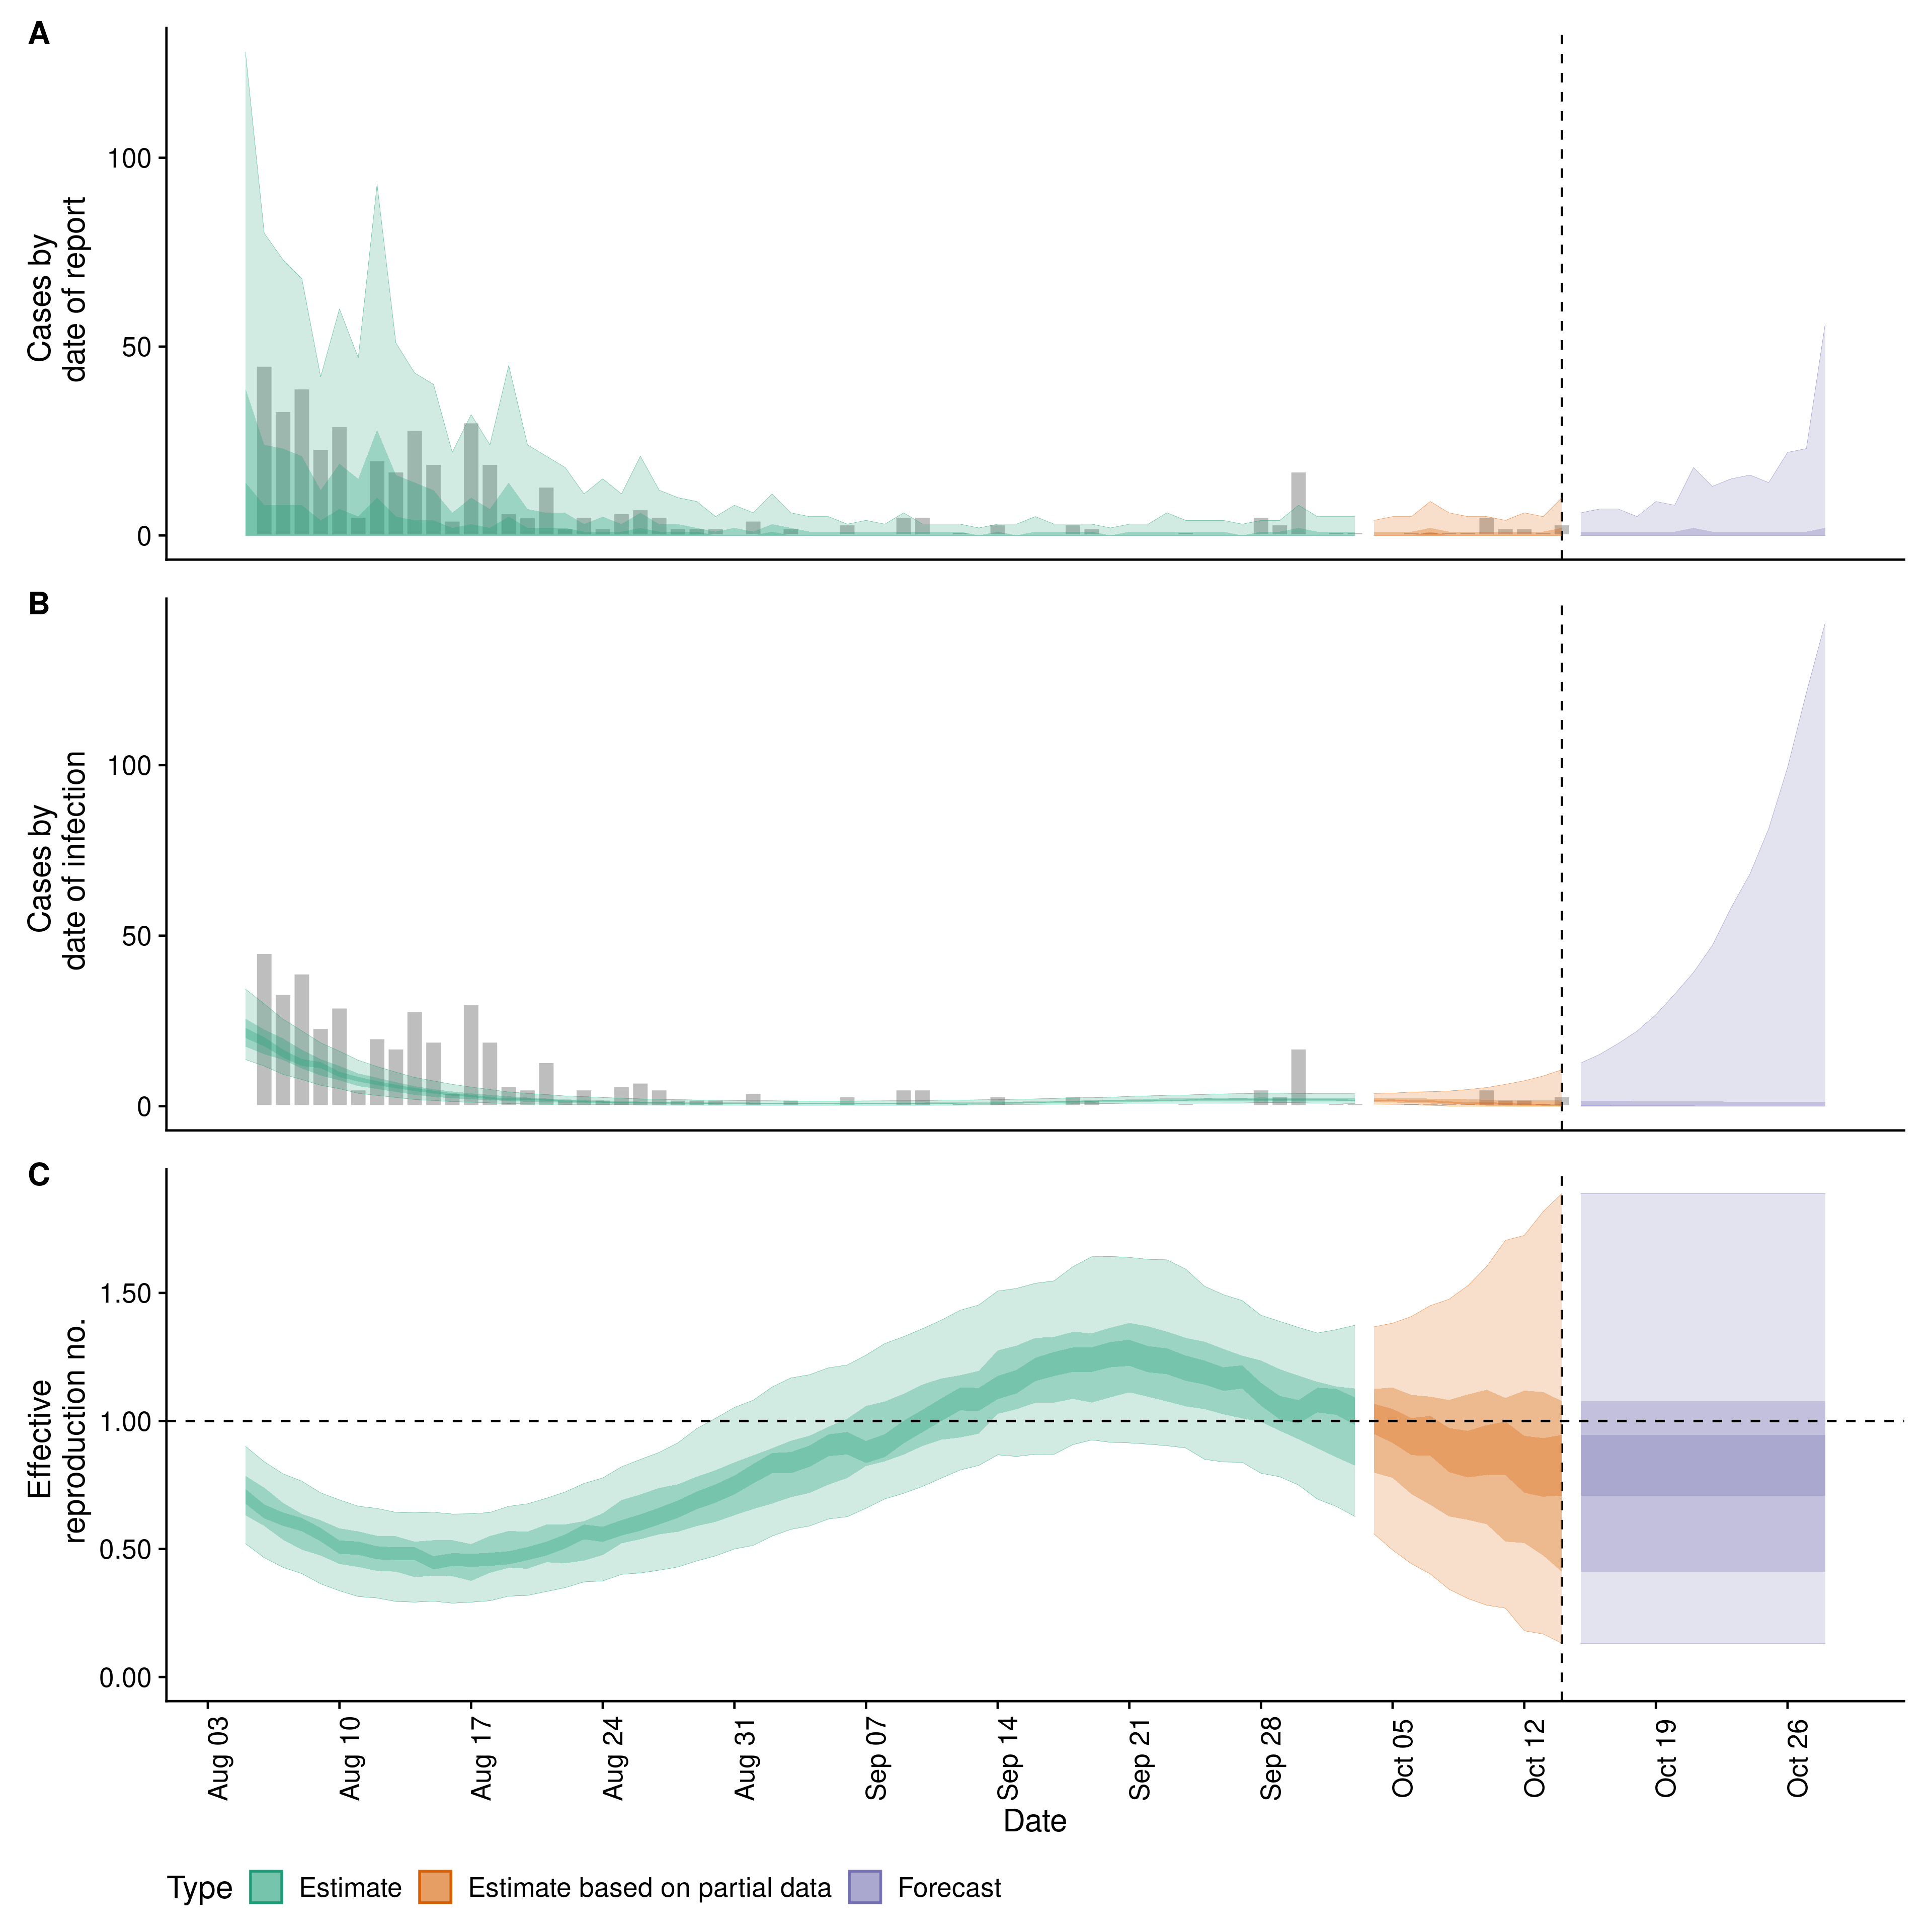 A
Cases by
date of report
100
50
0
B
Cases by
date of infection
100
50
0
C
Effective
reproduction no.
1.50
1.00
0.50
0.00
Aug 03
Aug 10
Aug 17
Aug 24
Aug 31
Sep 07
Sep 14
Sep 21
Sep 28
Oct 05
Oct 12
Oct 19
Oct 26
Date
Type Estimate Estimate based on partial data Forecast